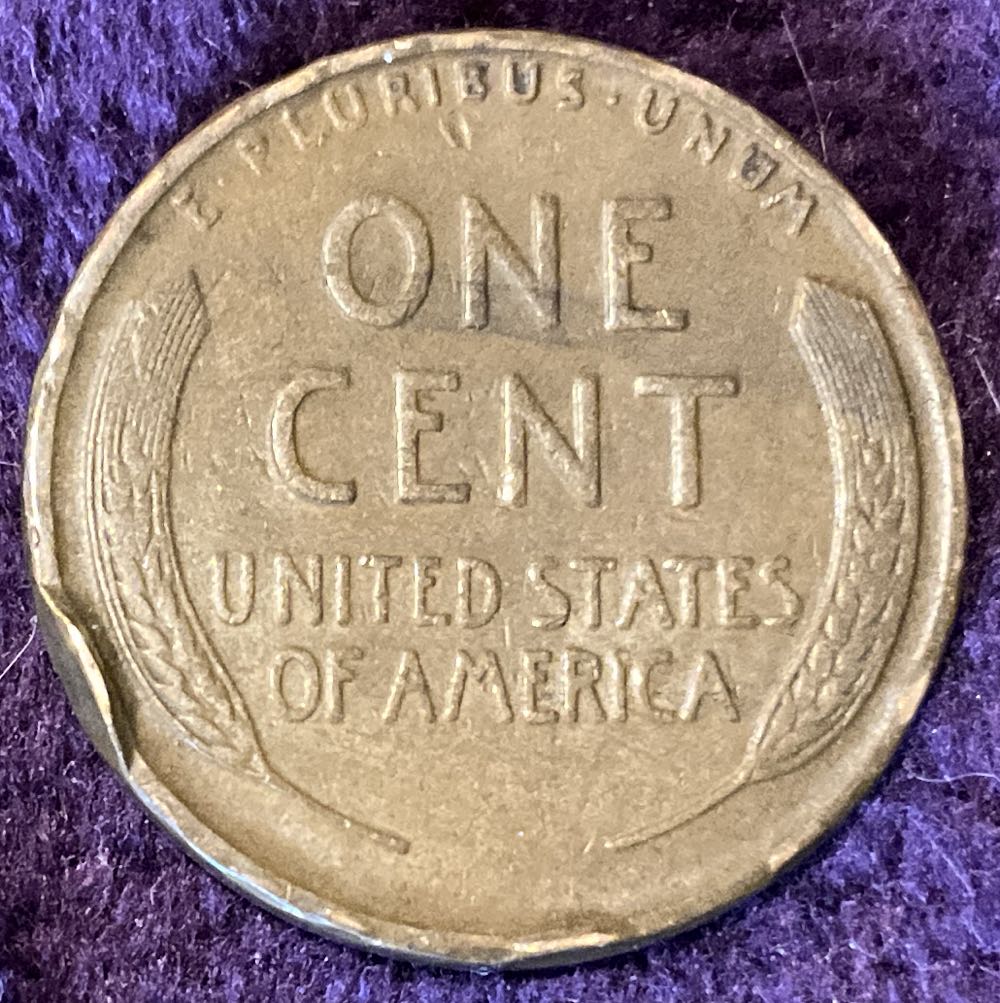 E · PLURIBUS · UNUM
ONE
CENT
UNITED STATES
OF AMERICA